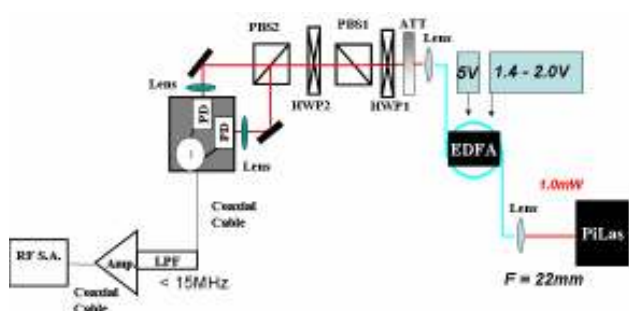 ATT
PBS2
PBS1
Lens
5V
1.4 - 2.0V
Lens
HWP2
HWP1
PD
PD
EDFA
Lens
1.0mW
Lens
PiLas
Coaxial
Cable
RF S.A.
Amp.
LPF
< 15MHz
F = 22mm
Coaxial
Cable